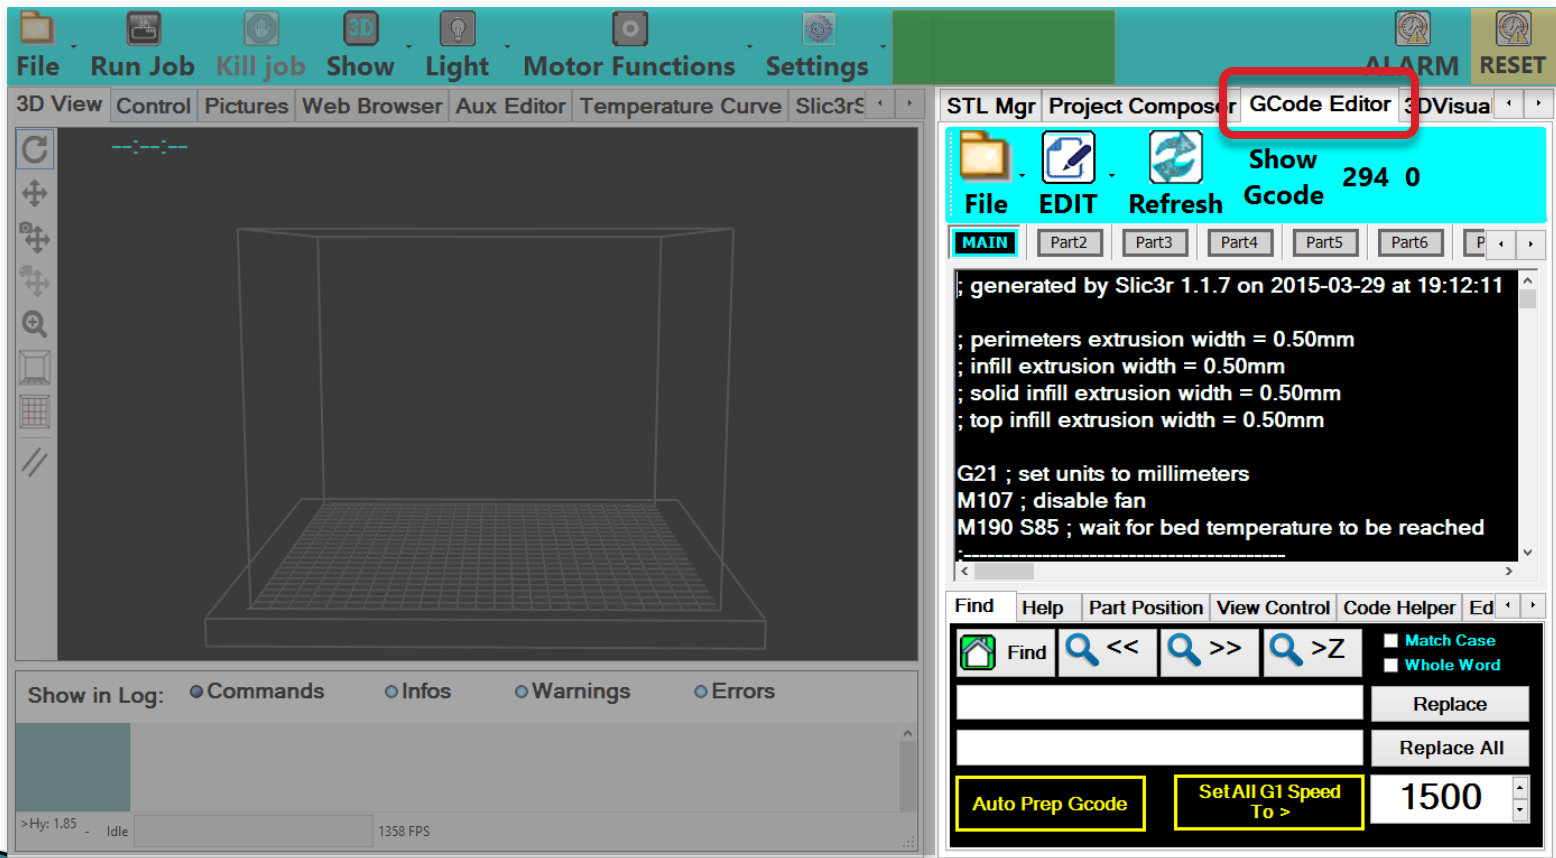 File Run Job Kill job Show Light Motor Functions Settings ALARM RESET
3D
3D View Control Pictures Web Browser Aux Editor Temperature Curve Slic3rS
--:--:--
STL Mgr Project Composer GCode Editor 3DVisual
File EDIT Refresh Show Gcode 294 0
MAIN Part2 Part3 Part4 Part5 Part6 P
; generated by Slic3r 1.1.7 on 2015-03-29 at 19:12:11
; perimeters extrusion width = 0.50mm
; infill extrusion width = 0.50mm
; solid infill extrusion width = 0.50mm
; top infill extrusion width = 0.50mm
G21 ; set units to millimeters
M107 ; disable fan
M190 S85 ; wait for bed temperature to be reached
;-----------------------------------------
Find Help Part Position View Control Code Helper Ed
Find << >> >Z
Match Case
Whole Word
Replace
Replace All
Auto Prep Gcode
Set All G1 Speed
To >
1500
Show in Log: Commands Infos Warnings Errors
>Hy: 1.85 - Idle 1358 FPS